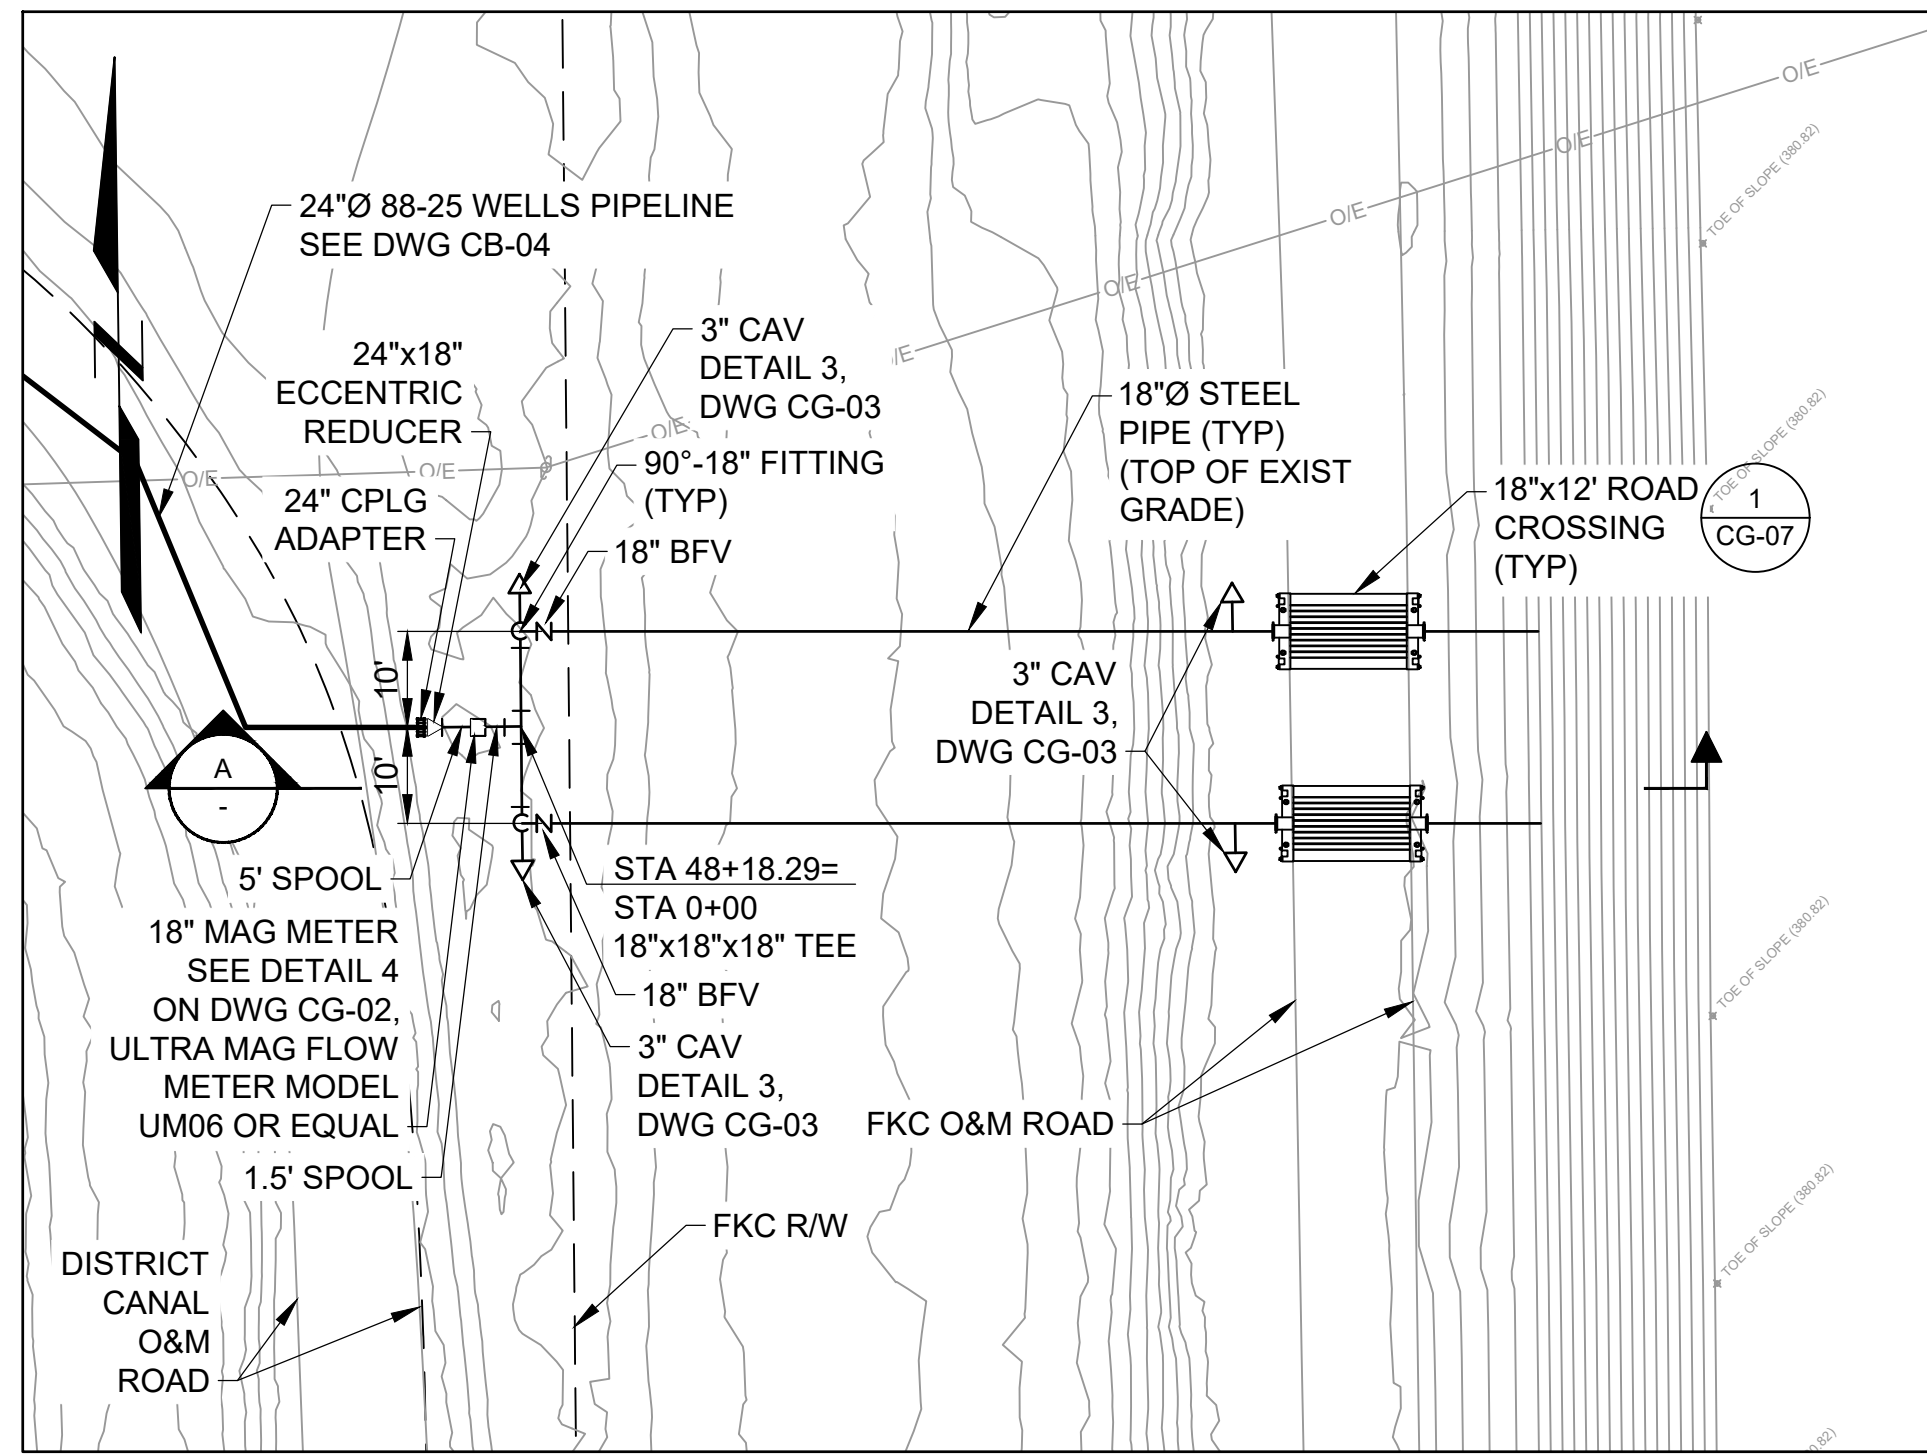 24"Ø 88-25 WELLS PIPELINE
SEE DWG CB-04
24"x18"
ECCENTRIC
REDUCER
24" CPLG
ADAPTER
3" CAV
DETAIL 3,
DWG CG-03
90°-18" FITTING
(TYP)
18" BFV
18"Ø STEEL
PIPE (TYP)
(TOP OF EXIST
GRADE)
18"x12' ROAD
CROSSING
(TYP)
1
CG-07
O/E
O/E
O/E
O/E
O/E
O/E
O/E
/E
TOE OF SLOPE (380.82)
TOE OF SLOPE (380.82)
TOE OF SLOPE (380.82)
TOE OF SLOPE (380.82)
0.82)
N
10'
10'
A
-
3" CAV
DETAIL 3,
DWG CG-03
5' SPOOL
18" MAG METER
SEE DETAIL 4
ON DWG CG-02,
ULTRA MAG FLOW
METER MODEL
UM06 OR EQUAL
1.5' SPOOL
STA 48+18.29=
STA 0+00
18"x18"x18" TEE
18" BFV
3" CAV
DETAIL 3,
DWG CG-03
FKC O&M ROAD
FKC R/W
DISTRICT
CANAL
O&M
ROAD